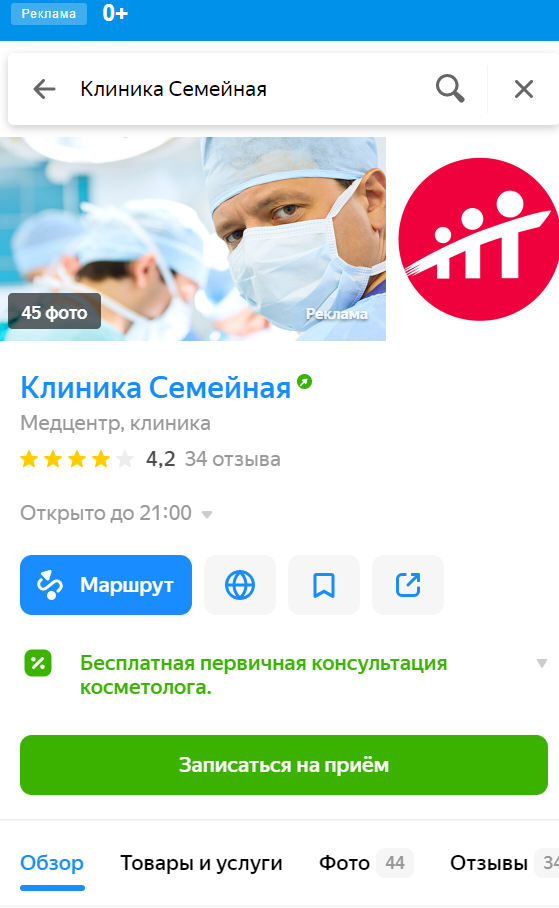 Реклама 0+
Клиника Семейная
45 фото
Реклама
Клиника Семейная
Медцентр, клиника
4,2 34 отзыва
Открыто до 21:00
Маршрут
Бесплатная первичная консультация
косметолога.
Записаться на приём
Обзор Товары и услуги Фото 44 Отзывы 34